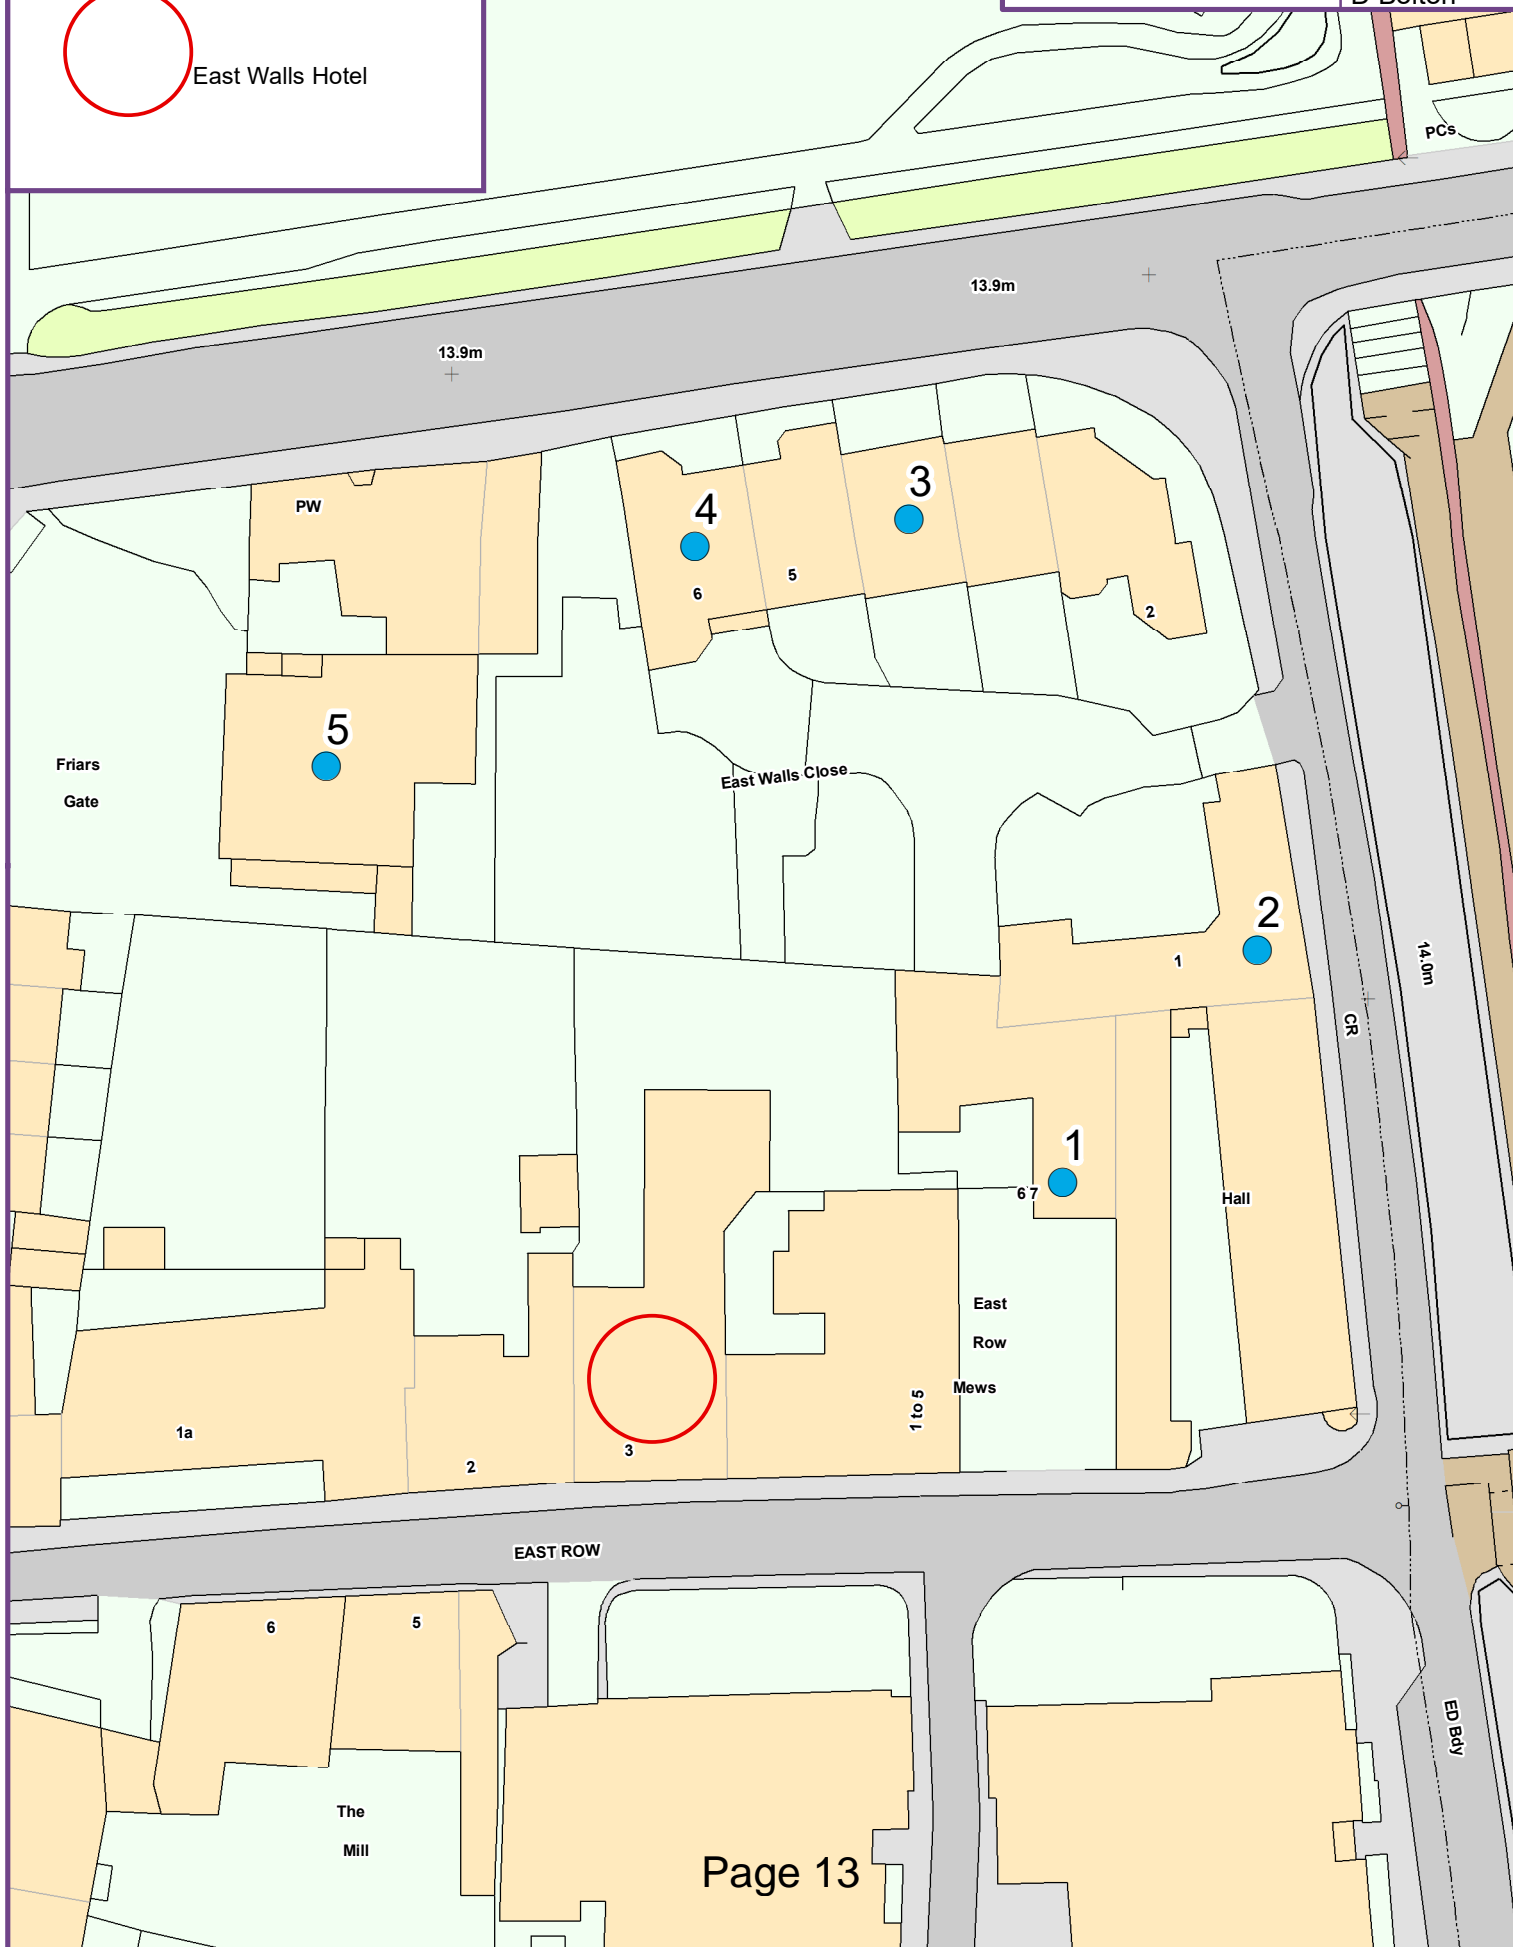 D Bolton
East Walls Hotel
PCs
13.9m
13.9m
PW
4
3
6
5
2
5
Friars
Gate
East Walls Close
2
1
14.0m
CR
1
6 7
Hall
East
Row
Mews
1 to 5
1a
2
3
EAST ROW
6
5
ED Bdy
The
Mill
Page 13